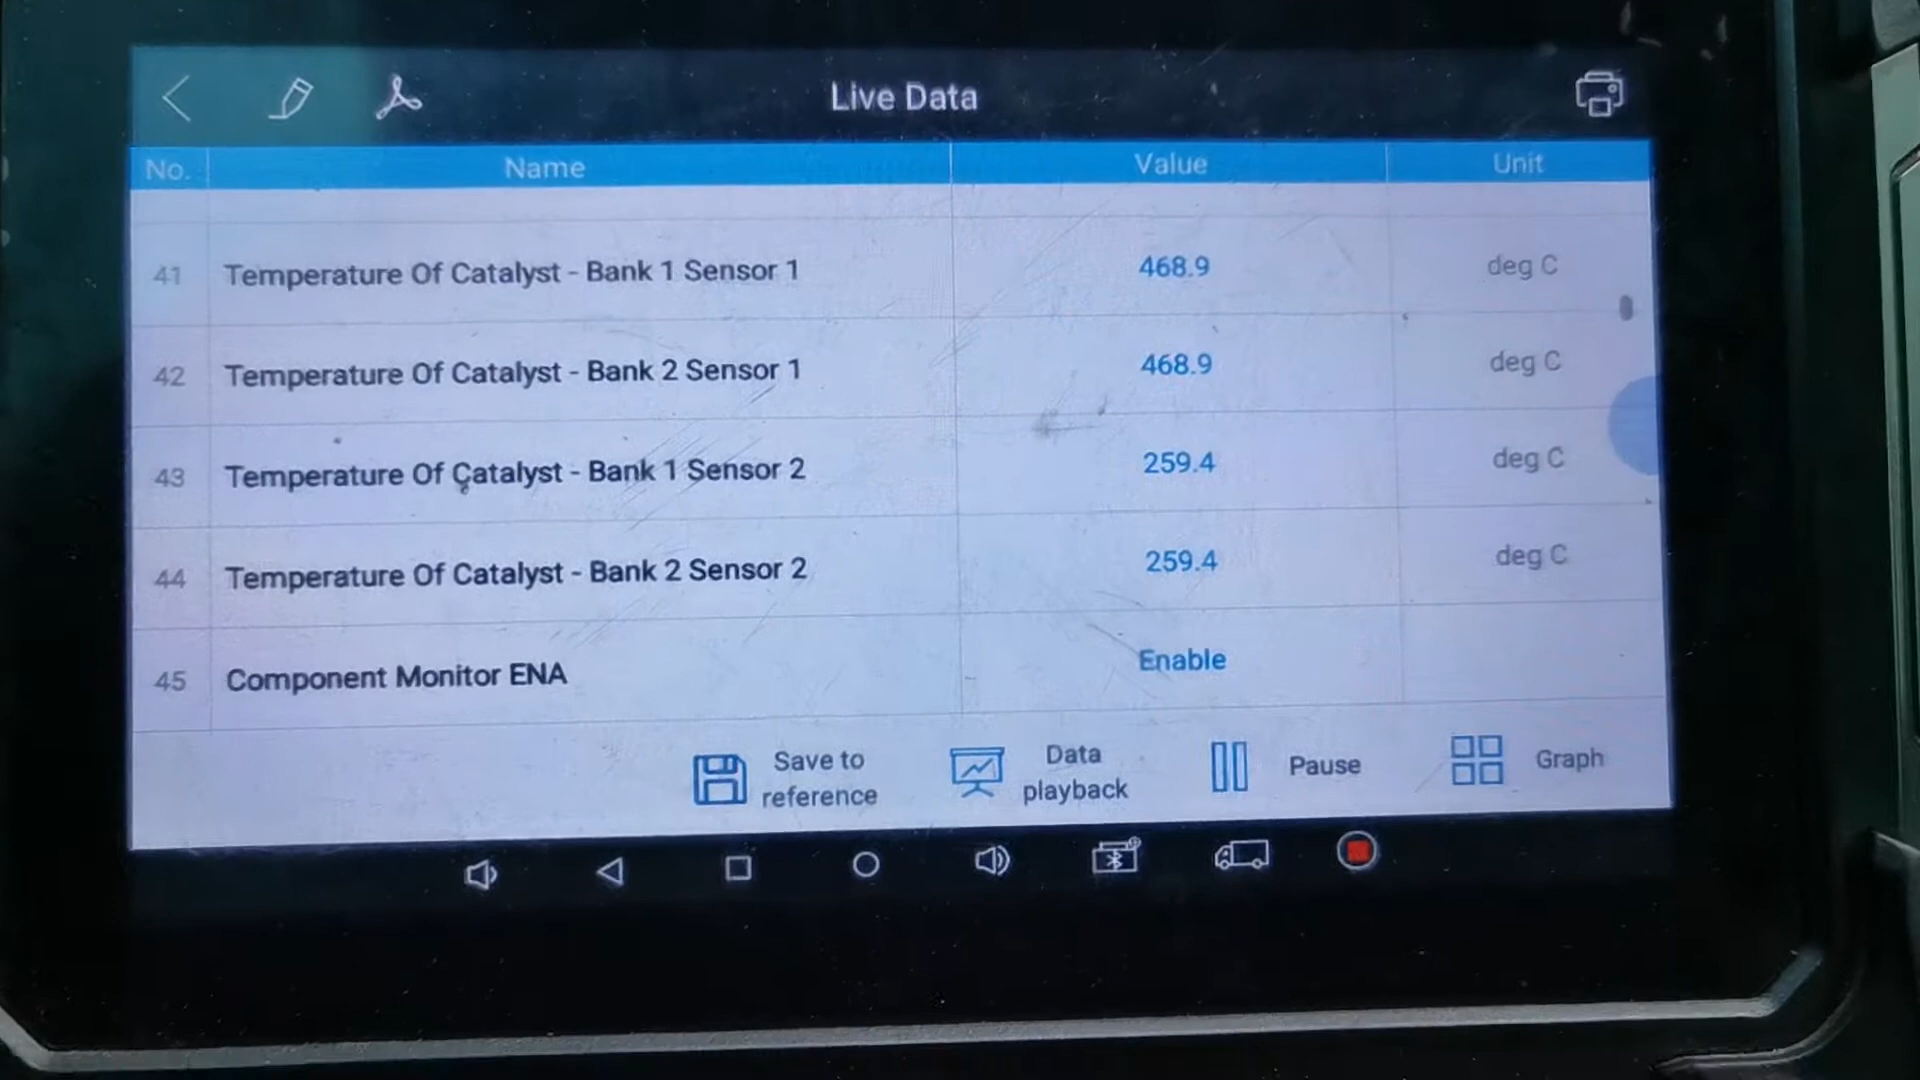 Live Data
No. Name Value Unit
41 Temperature Of Catalyst - Bank 1 Sensor 1 468.9 deg C
42 Temperature Of Catalyst - Bank 2 Sensor 1 468.9 deg C
43 Temperature Of Catalyst - Bank 1 Sensor 2 259.4 deg C
44 Temperature Of Catalyst - Bank 2 Sensor 2 259.4 deg C
45 Component Monitor ENA Enable
Save to
reference
Data
playback
Pause
Graph